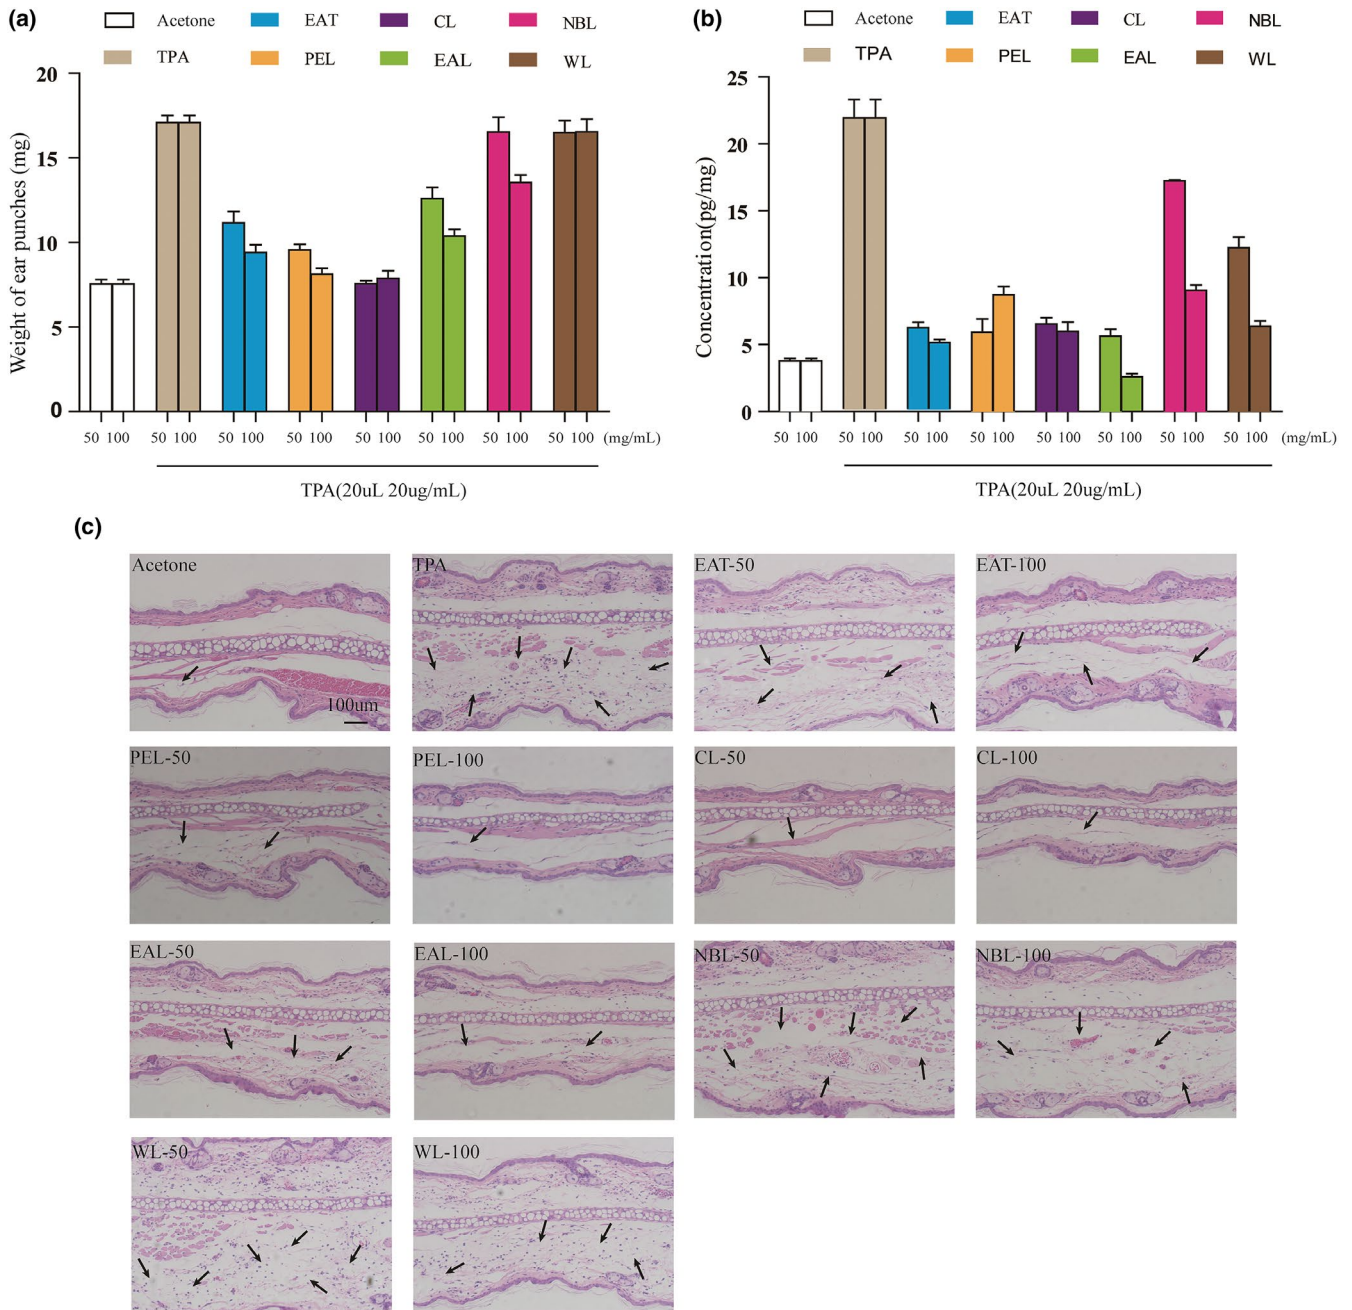 (a)
Acetone EAT CL NBL
TPA PEL EAL WL
Weight of ear punches (mg)
20
15
10
5
0
50 100 50 100 50 100 50 100 50 100 50 100 50 100 50 100 (mg/mL)
TPA(20uL 20ug/mL)
(b)
Acetone EAT CL NBL
TPA PEL EAL WL
Concentration(pg/mg)
25
20
15
10
5
0
50 100 50 100 50 100 50 100 50 100 50 100 50 100 50 100 (mg/mL)
TPA(20uL 20ug/mL)
(c)
Acetone TPA EAT-50 EAT-100
100um
PEL-50 PEL-100 CL-50 CL-100
EAL-50 EAL-100 NBL-50 NBL-100
WL-50 WL-100